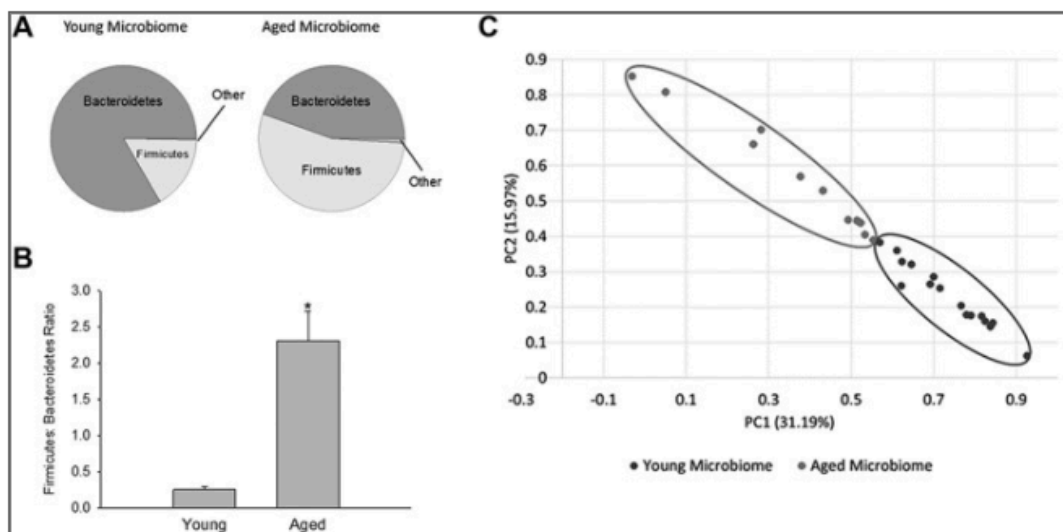 A
Young Microbiome
Aged Microbiome
Bacteroidetes
Other
Firmicutes
Bacteroidetes
Firmicutes
Other
B
Firmicutes: Bacteroidetes Ratio
3.0
2.5
2.0
1.5
1.0
0.5
0.0
*
Young
Aged
C
PC2 (15.97%)
0.9
0.8
0.7
0.6
0.5
0.4
0.3
0.2
0.1
0
-0.3
-0.1
0.1
0.3
0.5
0.7
0.9
PC1 (31.19%)
Young Microbiome
Aged Microbiome